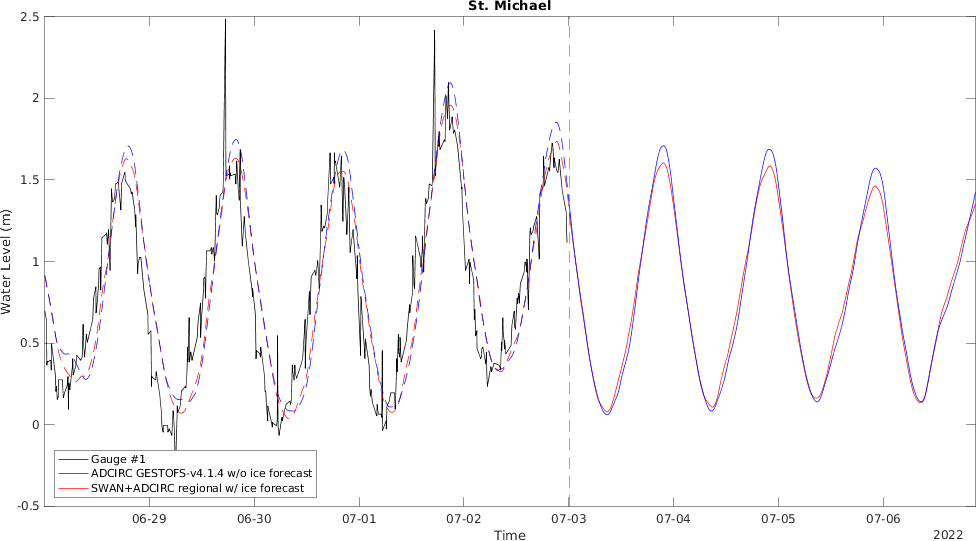 St. Michael
2.5
2
1.5
1
0.5
0
-0.5
Water Level (m)
Gauge #1
ADCIRC GESTOFS-v4.1.4 w/o ice forecast
SWAN+ADCIRC regional w/ ice forecast
06-29 06-30 07-01 07-02 07-03 07-04 07-05 07-06
Time
2022